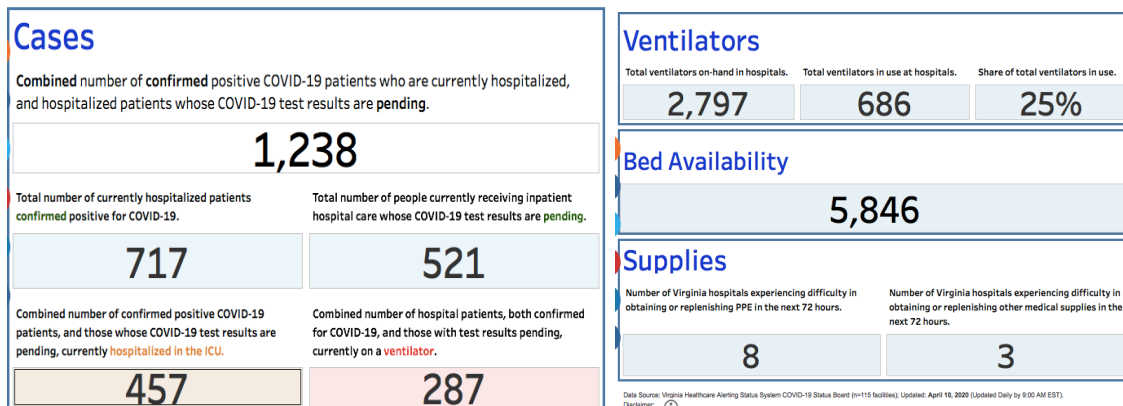 Cases
Combined number of confirmed positive COVID-19 patients who are currently hospitalized,
and hospitalized patients whose COVID-19 test results are pending.
1,238
Total number of currently hospitalized patients
confirmed positive for COVID-19.
717
Total number of people currently receiving inpatient
hospital care whose COVID-19 test results are pending.
521
Combined number of confirmed positive COVID-19
patients, and those whose COVID-19 test results are
pending, currently hospitalized in the ICU.
457
Combined number of hospital patients, both confirmed
for COVID-19, and those with test results pending,
currently on a ventilator.
287
Ventilators
Total ventilators on-hand in hospitals.
2,797
Total ventilators in use at hospitals.
686
Share of total ventilators in use.
25%
Bed Availability
5,846
Supplies
Number of Virginia hospitals experiencing difficulty in
obtaining or replenishing PPE in the next 72 hours.
8
Number of Virginia hospitals experiencing difficulty in
obtaining or replenishing other medical supplies in the
next 72 hours.
3
Data Source: Virginia Healthcare Alerting Status System COVID-19 Status Board (n=115 facilities); Updated: April 10, 2020 (Updated Daily by 9:00 AM EST).
Disclaimer: